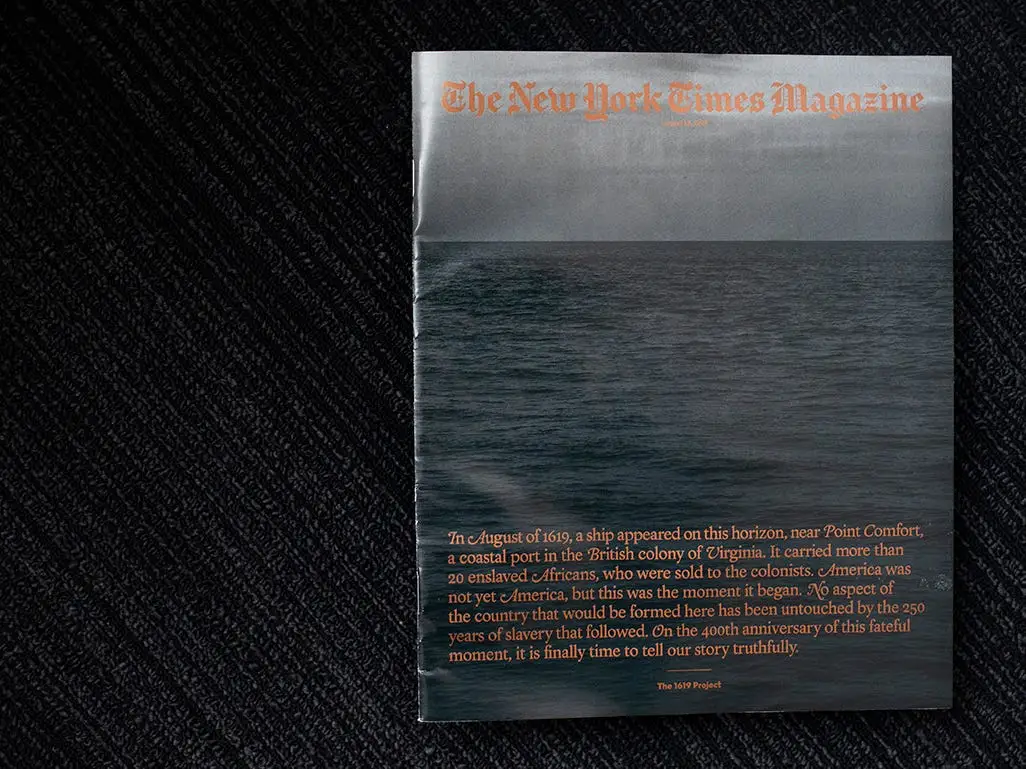 The New York Times Magazine
In August of 1619, a ship appeared on this horizon, near Point Comfort,
a coastal port in the British colony of Virginia. It carried more than
20 enslaved Africans, who were sold to the colonists. America was
not yet America, but this was the moment it began. No aspect of
the country that would be formed here has been untouched by the 250
years of slavery that followed. On the 400th anniversary of this fateful
moment, it is finally time to tell our story truthfully.
The 1619 Project